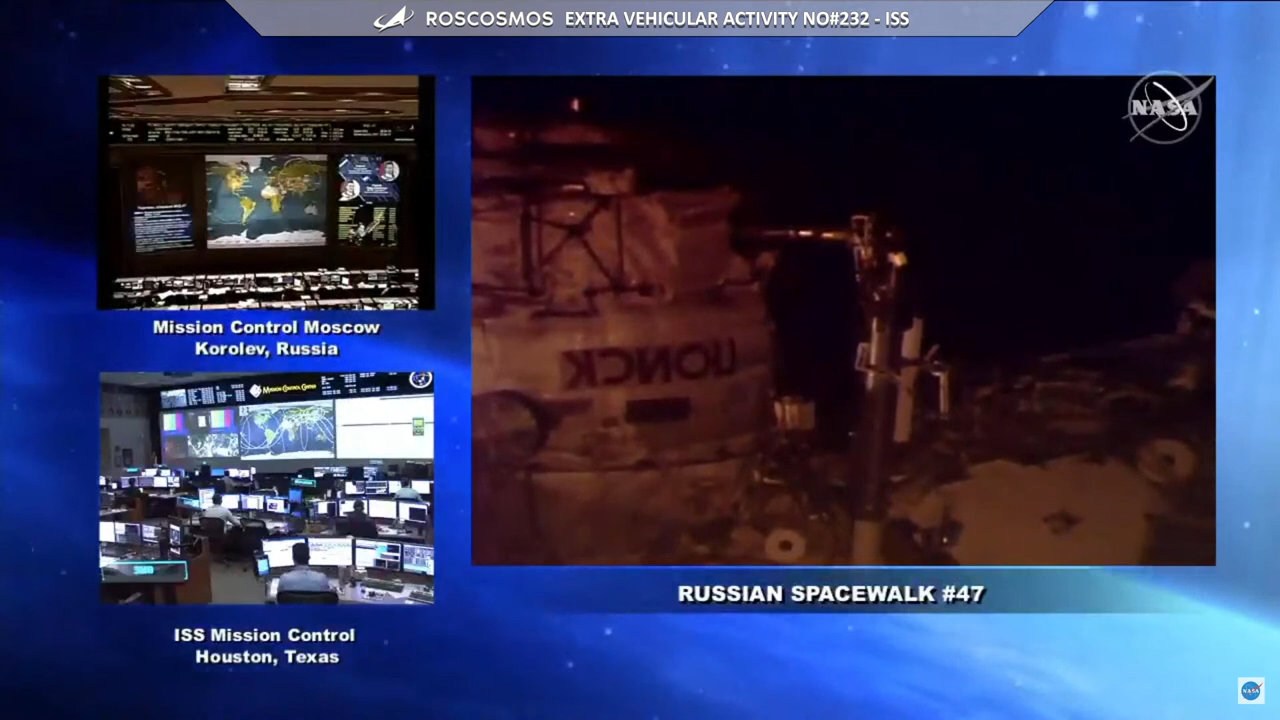 ROSCOSMOS EXTRA VEHICULAR ACTIVITY NO#232 - ISS
NASA
ПОИСК
Mission Control Moscow
Korolev, Russia
MISSION CONTROL CENTER
RUSSIAN SPACEWALK #47
ISS Mission Control
Houston, Texas
NASA